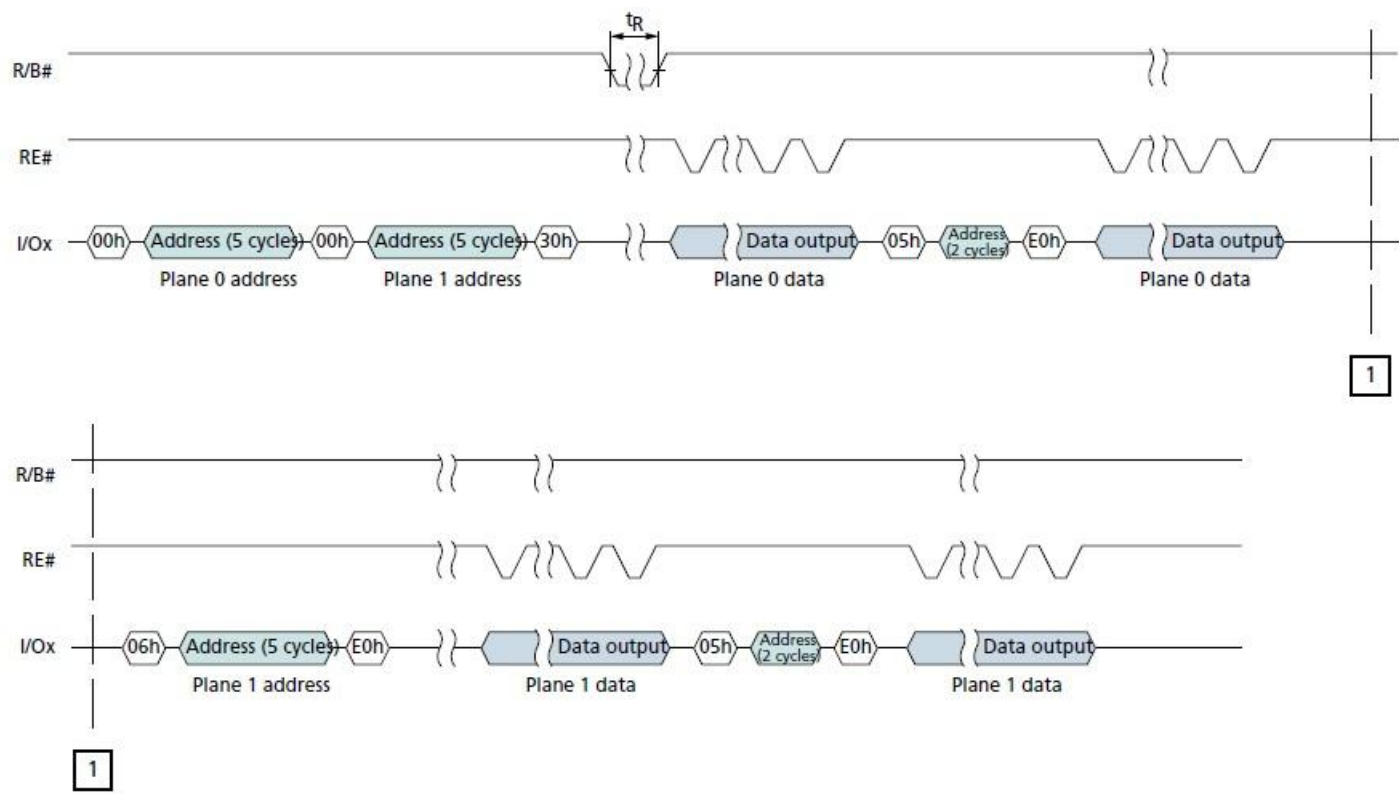 tR
R/B#
RE#
I/Ox 00h Address (5 cycles) 00h Address (5 cycles) 30h Data output 05h Address (2 cycles) E0h Data output
Plane 0 address Plane 1 address Plane 0 data Plane 0 data
1
R/B#
RE#
I/Ox 06h Address (5 cycles) E0h Data output 05h Address (2 cycles) E0h Data output
Plane 1 address Plane 1 data Plane 1 data
1